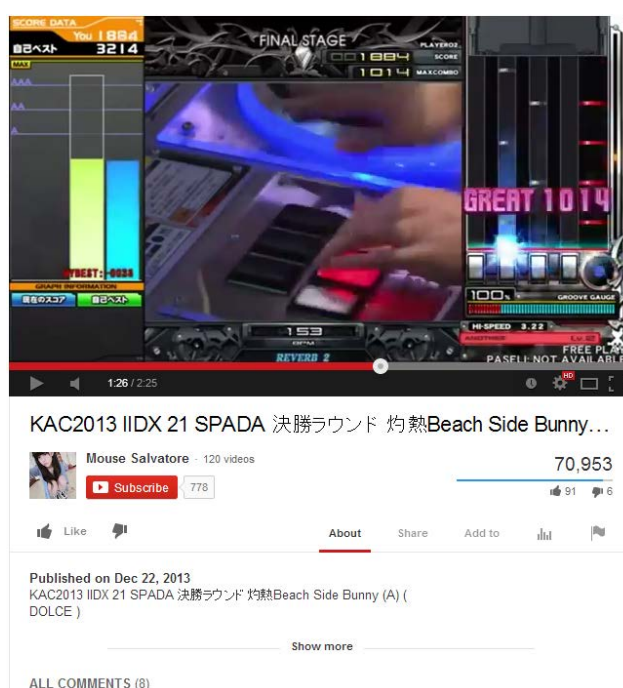 SCORE DATA
You 1884
自己ベスト 3214
MAX
AAA
AA
A
MYBEST:-0038
GRAPH INFORMATION
現在のスコア 自己ベスト
FINAL STAGE
PLAYER02
001884 SCORE
1014 MAXCOMBO
153
BPM
REVERB 2
GREAT 1014
100%
GROOVE GAUGE
HI-SPEED 3.22
ANOTHER Lv.12
FREE PLAY
PASELI: NOT AVAILABLE
1:26 / 2:25
HD
KAC2013 IIDX 21 SPADA 決勝ラウンド 灼熱Beach Side Bunny...
Mouse Salvatore · 120 videos
Subscribe 778
70,953
91 6
Like
About Share Add to
Published on Dec 22, 2013
KAC2013 IIDX 21 SPADA 決勝ラウンド 灼熱Beach Side Bunny (A) (
DOLCE )
Show more
ALL COMMENTS (8)